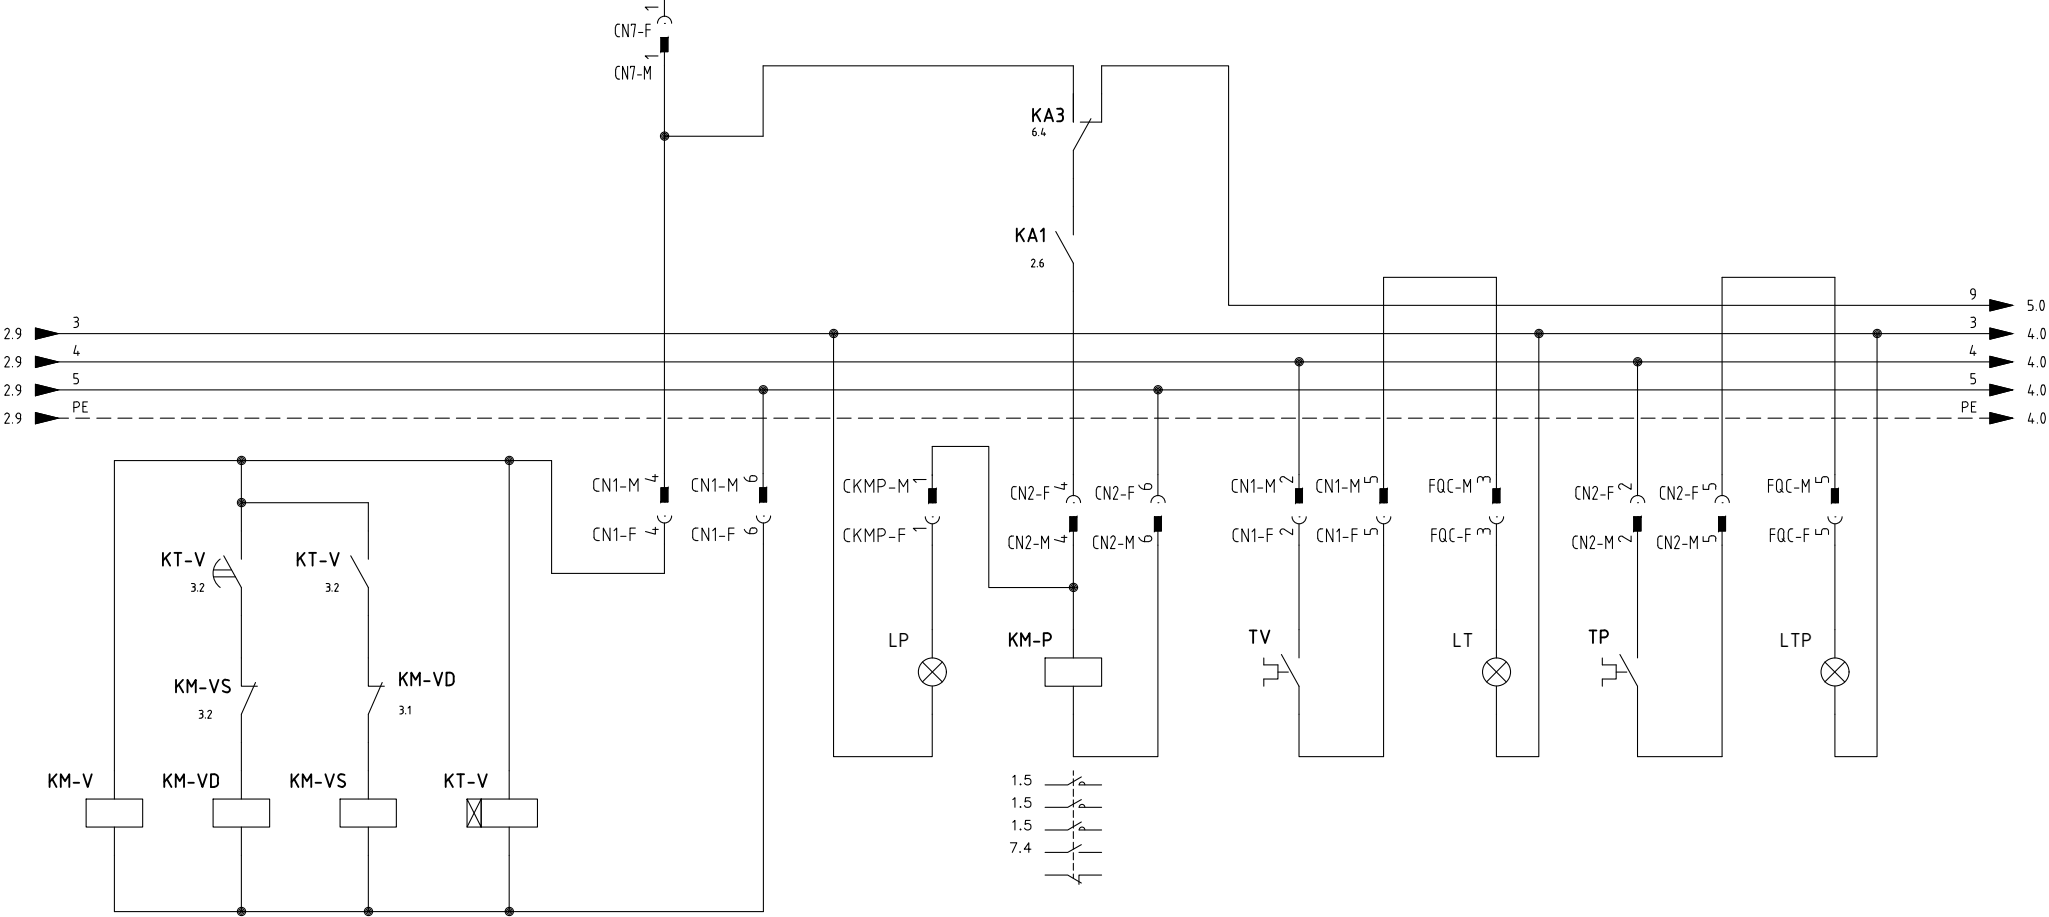 1
CN7-F
1
CN7-M
KA3
6.4
KA1
2.6
9
5.0
2.9
3
3
4.0
2.9
4
4
4.0
2.9
5
5
4.0
2.9
PE
PE
4.0
CN1-M 4
CN1-M 6
CKMP-M 1
CN2-F 4
CN2-F 6
CN1-M 2
CN1-M 5
FQC-M 3
CN2-F 2
CN2-F 5
FQC-M 5
CN1-F 4
CN1-F 6
CKMP-F 1
CN2-M 4
CN2-M 6
CN1-F 2
CN1-F 5
FQC-F 3
CN2-M 2
CN2-M 5
FQC-F 5
KT-V
3.2
KT-V
3.2
LP
KM-P
TV
LT
TP
LTP
KM-VS
3.2
KM-VD
3.1
KM-V
KM-VD
KM-VS
KT-V
1.5
1.5
1.5
7.4